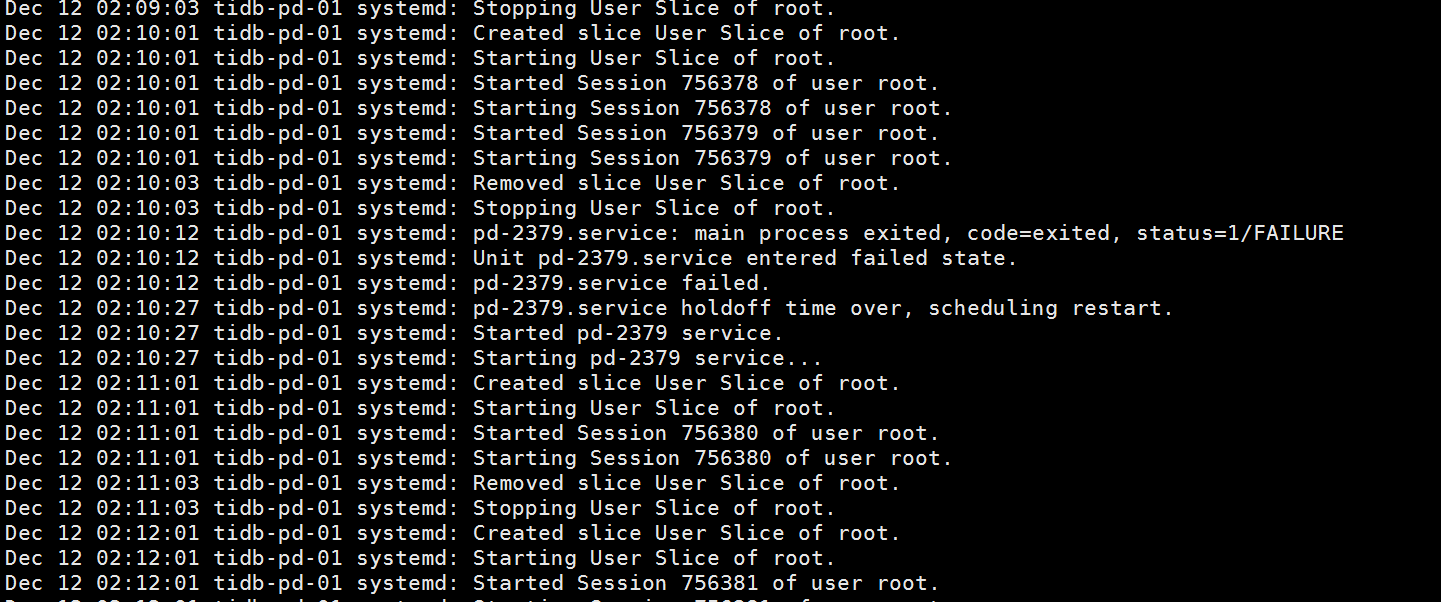 Dec 12 02:09:03 tidb-pd-01 systemd: Stopping User Slice of root.
Dec 12 02:10:01 tidb-pd-01 systemd: Created slice User Slice of root.
Dec 12 02:10:01 tidb-pd-01 systemd: Starting User Slice of root.
Dec 12 02:10:01 tidb-pd-01 systemd: Started Session 756378 of user root.
Dec 12 02:10:01 tidb-pd-01 systemd: Starting Session 756378 of user root.
Dec 12 02:10:01 tidb-pd-01 systemd: Started Session 756379 of user root.
Dec 12 02:10:01 tidb-pd-01 systemd: Starting Session 756379 of user root.
Dec 12 02:10:03 tidb-pd-01 systemd: Removed slice User Slice of root.
Dec 12 02:10:03 tidb-pd-01 systemd: Stopping User Slice of root.
Dec 12 02:10:12 tidb-pd-01 systemd: pd-2379.service: main process exited, code=exited, status=1/FAILURE
Dec 12 02:10:12 tidb-pd-01 systemd: Unit pd-2379.service entered failed state.
Dec 12 02:10:12 tidb-pd-01 systemd: pd-2379.service failed.
Dec 12 02:10:27 tidb-pd-01 systemd: pd-2379.service holdoff time over, scheduling restart.
Dec 12 02:10:27 tidb-pd-01 systemd: Started pd-2379 service.
Dec 12 02:10:27 tidb-pd-01 systemd: Starting pd-2379 service...
Dec 12 02:11:01 tidb-pd-01 systemd: Created slice User Slice of root.
Dec 12 02:11:01 tidb-pd-01 systemd: Starting User Slice of root.
Dec 12 02:11:01 tidb-pd-01 systemd: Started Session 756380 of user root.
Dec 12 02:11:01 tidb-pd-01 systemd: Starting Session 756380 of user root.
Dec 12 02:11:03 tidb-pd-01 systemd: Removed slice User Slice of root.
Dec 12 02:11:03 tidb-pd-01 systemd: Stopping User Slice of root.
Dec 12 02:12:01 tidb-pd-01 systemd: Created slice User Slice of root.
Dec 12 02:12:01 tidb-pd-01 systemd: Starting User Slice of root.
Dec 12 02:12:01 tidb-pd-01 systemd: Started Session 756381 of user root.